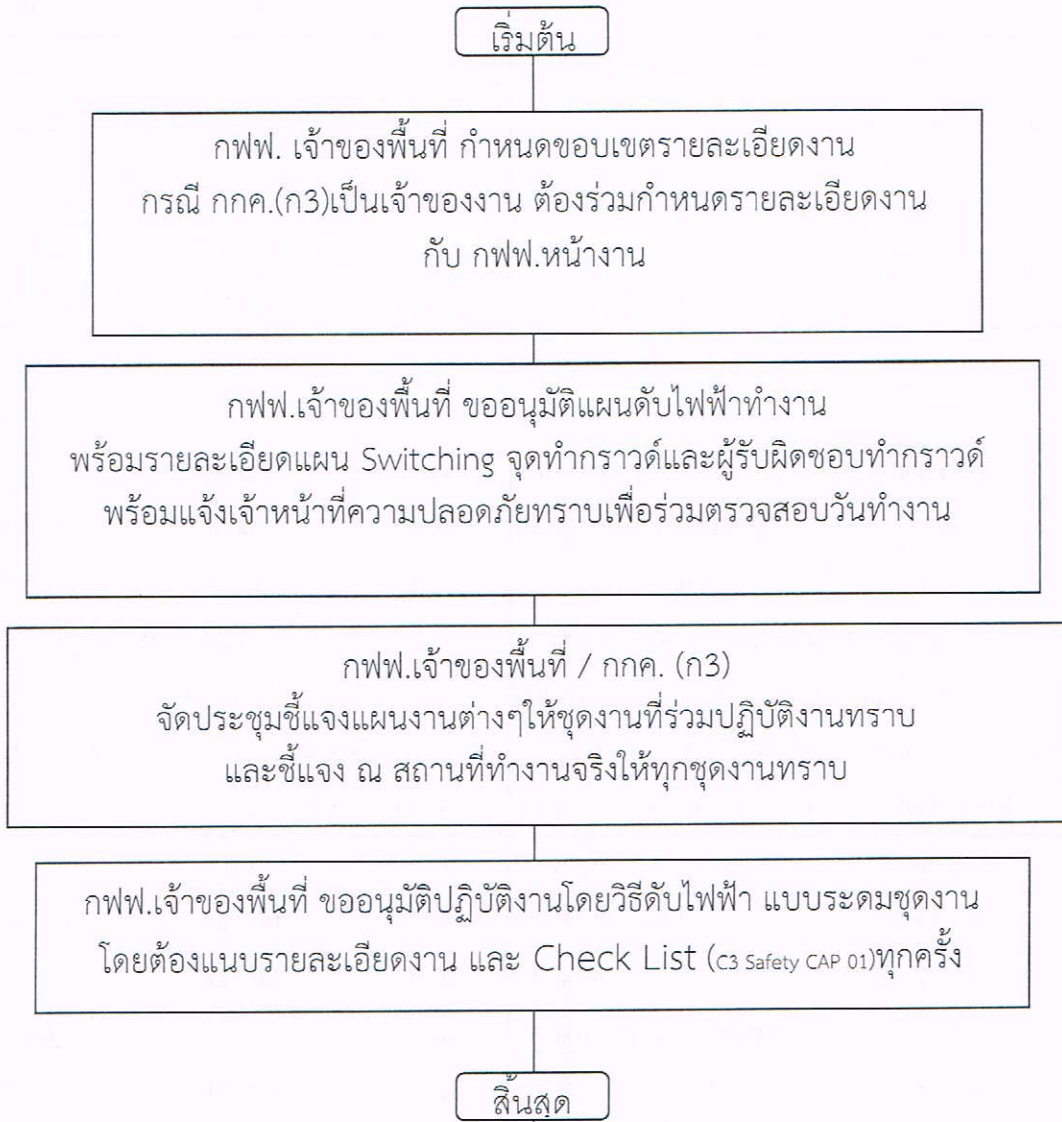 เริ่มต้น
กฟฟ. เจ้าของพื้นที่ กำหนดขอบเขตรายละเอียดงาน
กรณี กกค.(ก3)เป็นเจ้าของงาน ต้องร่วมกำหนดรายละเอียดงาน
กับ กฟฟ.หน้างาน
กฟฟ.เจ้าของพื้นที่ ขออนุมัติแผนดับไฟฟ้าทำงาน
พร้อมรายละเอียดแผน Switching จุดทำกราวด์และผู้รับผิดชอบทำกราวด์
พร้อมแจ้งเจ้าหน้าที่ความปลอดภัยทราบเพื่อร่วมตรวจสอบวันทำงาน
กฟฟ.เจ้าของพื้นที่ / กกค. (ก3)
จัดประชุมชี้แจงแผนงานต่างๆให้ชุดงานที่ร่วมปฏิบัติงานทราบ
และชี้แจง ณ สถานที่ทำงานจริงให้ทุกชุดงานทราบ
กฟฟ.เจ้าของพื้นที่ ขออนุมัติปฏิบัติงานโดยวิธีดับไฟฟ้า แบบระดมชุดงาน
โดยต้องแนบรายละเอียดงาน และ Check List (C3 Safety CAP 01)ทุกครั้ง
สิ้นสุด